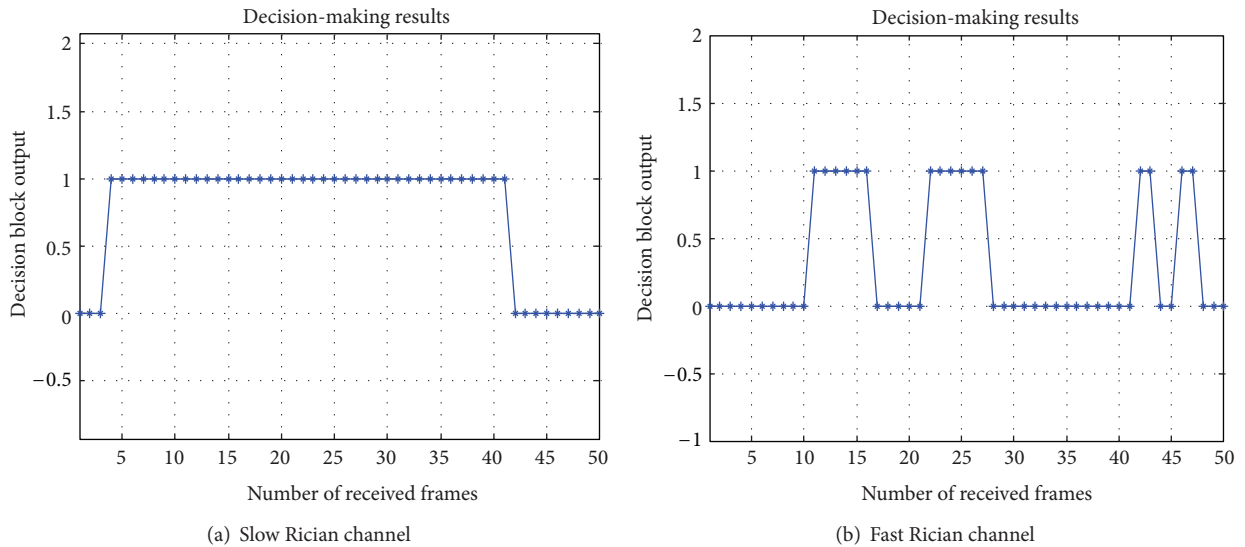 Decision-making results
2
1.5
1
0.5
0
−0.5
5 10 15 20 25 30 35 40 45 50
Decision block output
Number of received frames
(a) Slow Rician channel
Decision-making results
2
1.5
1
0.5
0
−0.5
−1
5 10 15 20 25 30 35 40 45 50
Decision block output
Number of received frames
(b) Fast Rician channel